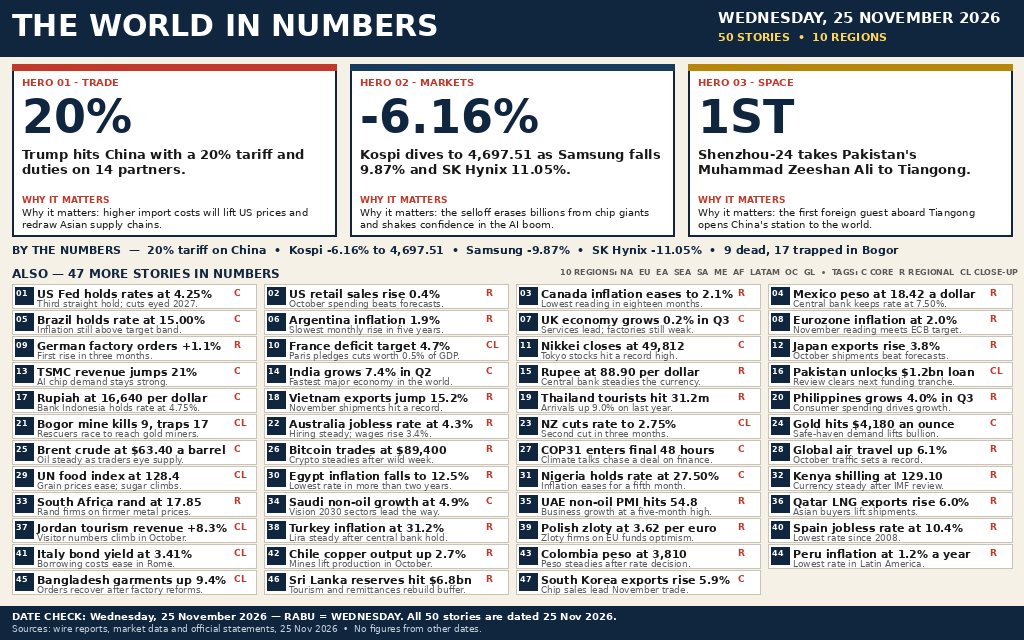 THE WORLD IN NUMBERS
WEDNESDAY, 25 NOVEMBER 2026
50 STORIES • 10 REGIONS
HERO 01 - TRADE
20%
Trump hits China with a 20% tariff and
duties on 14 partners.
WHY IT MATTERS
Why it matters: higher import costs will lift US prices and
redraw Asian supply chains.
HERO 02 - MARKETS
-6.16%
Kospi dives to 4,697.51 as Samsung falls
9.87% and SK Hynix 11.05%.
WHY IT MATTERS
Why it matters: the selloff erases billions from chip giants
and shakes confidence in the AI boom.
HERO 03 - SPACE
1ST
Shenzhou-24 takes Pakistan's
Muhammad Zeeshan Ali to Tiangong.
WHY IT MATTERS
Why it matters: the first foreign guest aboard Tiangong
opens China's station to the world.
BY THE NUMBERS — 20% tariff on China • Kospi -6.16% to 4,697.51 • Samsung -9.87% • SK Hynix -11.05% • 9 dead, 17 trapped in Bogor
ALSO — 47 MORE STORIES IN NUMBERS
10 REGIONS: NA EU EA SEA SA ME AF LATAM OC GL • TAGS: C CORE R REGIONAL CL CLOSE-UP
01 US Fed holds rates at 4.25% C
Third straight hold; cuts eyed 2027.
02 US retail sales rise 0.4% R
October spending beats forecasts.
03 Canada inflation eases to 2.1% R
Lowest reading in eighteen months.
04 Mexico peso at 18.42 a dollar R
Central bank keeps rate at 7.50%.
05 Brazil holds rate at 15.00% C
Inflation still above target band.
06 Argentina inflation 1.9% R
Slowest monthly rise in five years.
07 UK economy grows 0.2% in Q3 C
Services lead; factories still weak.
08 Eurozone inflation at 2.0% R
November reading meets ECB target.
09 German factory orders +1.1% R
First rise in three months.
10 France deficit target 4.7% CL
Paris pledges cuts worth 0.5% of GDP.
11 Nikkei closes at 49,812 C
Tokyo stocks hit a record high.
12 Japan exports rise 3.8% R
October shipments beat forecasts.
13 TSMC revenue jumps 21% C
AI chip demand stays strong.
14 India grows 7.4% in Q2 C
Fastest major economy in the world.
15 Rupee at 88.90 per dollar R
Central bank steadies the currency.
16 Pakistan unlocks $1.2bn loan CL
Review clears next funding tranche.
17 Rupiah at 16,640 per dollar C
Bank Indonesia holds rate at 4.75%.
18 Vietnam exports jump 15.2% R
November shipments hit a record.
19 Thailand tourists hit 31.2m R
Arrivals up 9.0% on last year.
20 Philippines grows 4.0% in Q3 R
Consumer spending drives growth.
21 Bogor mine kills 9, traps 17 CL
Rescuers race to reach gold miners.
22 Australia jobless rate at 4.3% R
Hiring steady; wages rise 3.4%.
23 NZ cuts rate to 2.75% CL
Second cut in three months.
24 Gold hits $4,180 an ounce C
Safe-haven demand lifts bullion.
25 Brent crude at $63.40 a barrel C
Oil steady as traders eye supply.
26 Bitcoin trades at $89,400 R
Crypto steadies after wild week.
27 COP31 enters final 48 hours C
Climate talks chase a deal on finance.
28 Global air travel up 6.1% R
October traffic sets a record.
29 UN food index at 128.4 CL
Grain prices ease; sugar climbs.
30 Egypt inflation falls to 12.5% R
Lowest rate in more than two years.
31 Nigeria holds rate at 27.50% C
Inflation eases for a fifth month.
32 Kenya shilling at 129.10 R
Currency steady after IMF review.
33 South Africa rand at 17.85 R
Rand firms on firmer metal prices.
34 Saudi non-oil growth at 4.9% C
Vision 2030 sectors lead the way.
35 UAE non-oil PMI hits 54.8 R
Business growth at a five-month high.
36 Qatar LNG exports rise 6.0% R
Asian buyers lift shipments.
37 Jordan tourism revenue +8.3% CL
Visitor numbers climb in October.
38 Turkey inflation at 31.2% R
Lira steady after central bank hold.
39 Polish zloty at 3.62 per euro R
Zloty firms on EU funds optimism.
40 Spain jobless rate at 10.4% R
Lowest rate since 2008.
41 Italy bond yield at 3.41% CL
Borrowing costs ease in Rome.
42 Chile copper output up 2.7% R
Mines lift production in October.
43 Colombia peso at 3,810 R
Peso steadies after rate decision.
44 Peru inflation at 1.2% a year R
Lowest rate in Latin America.
45 Bangladesh garments up 9.4% CL
Orders recover after factory reforms.
46 Sri Lanka reserves hit $6.8bn R
Tourism and remittances rebuild buffer.
47 South Korea exports rise 5.9% C
Chip sales lead November trade.
DATE CHECK: Wednesday, 25 November 2026 — RABU = WEDNESDAY. All 50 stories are dated 25 Nov 2026.
Sources: wire reports, market data and official statements, 25 Nov 2026 • No figures from other dates.